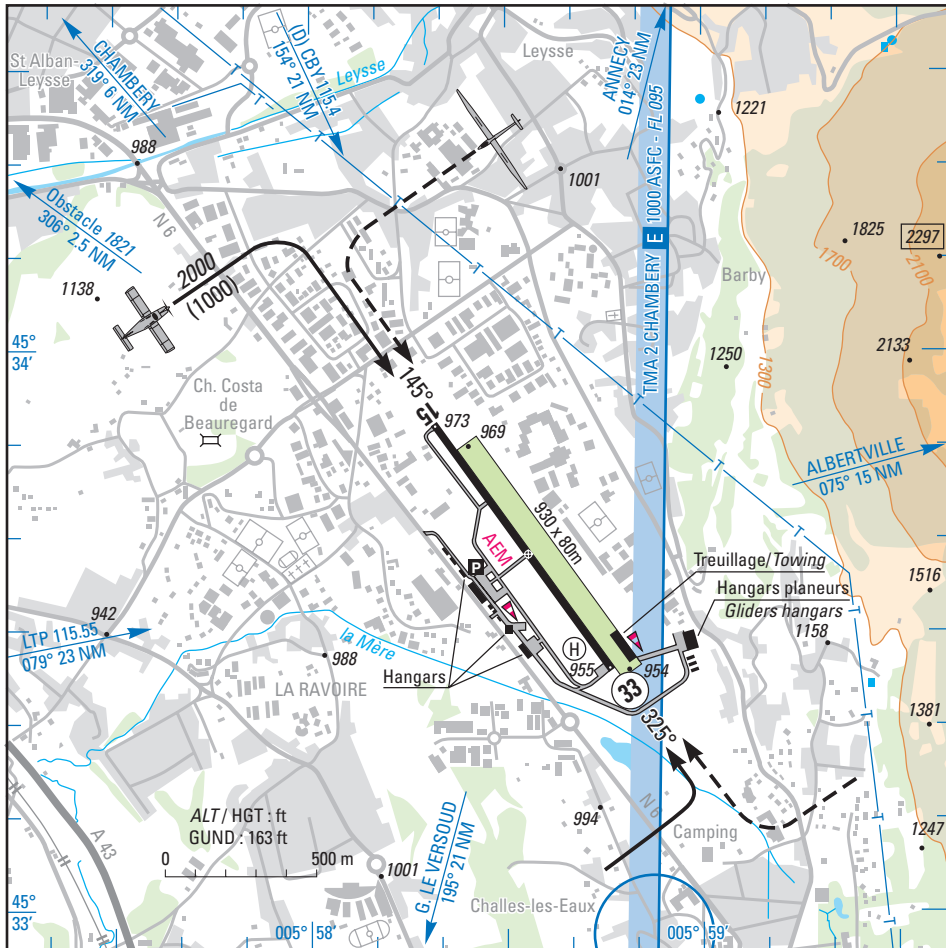 St Alban-
Leysse
CHAMBERY
319° 6 NM
(D) CBY 115.4
154° 21 NM
Leysse
Leysse
ANNECY
014° 23 NM
TMA 2 CHAMBERY E 1000 ASFC - FL 095
1221
988
1001
N 6
Obstacle 1821
306° 2.5 NM
2000
(1000)
1138
1825
2297
1700
2100
Barby
45°
34'
1250
1300
2133
Ch. Costa
de
Beauregard
145°
15
973
969
ALBERTVILLE
075° 15 NM
930 x 80m
AEM
P
Treuillage/Towing
Hangars planeurs
Gliders hangars
1516
942
LTP 115.55
079° 23 NM
la Mère
988
H
955
954
1158
LA RAVOIRE
Hangars
33
325°
1381
ALT / HGT : ft
GUND : 163 ft
0
500 m
A 43
1001
G. LE VERSOUD
195° 21 NM
994
N 6
Camping
1247
Challes-les-Eaux
45°
33'
005° 58'
005° 59'